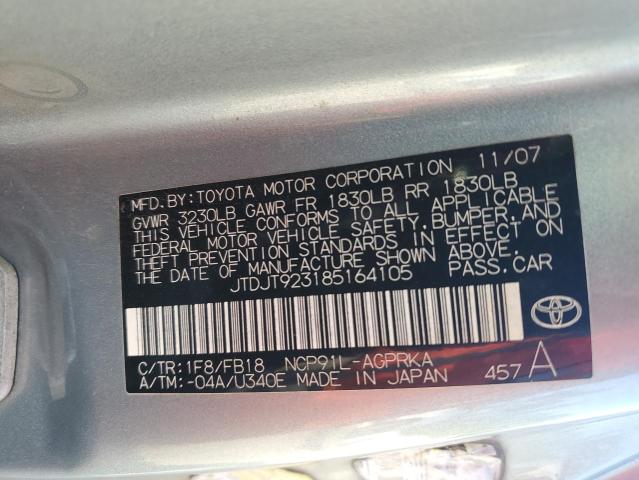 MFD.BY:TOYOTA MOTOR CORPORATION 11/07
GVWR 3230LB GAWR FR 1830LB RR 1830LB
THIS VEHICLE CONFORMS TO ALL APPLICABLE
FEDERAL MOTOR VEHICLE SAFETY,BUMPER,AND
THEFT PREVENTION STANDARDS IN EFFECT ON
THE DATE OF MANUFACTURE SHOWN ABOVE.
JTDJT923185164105 PASS.CAR
C/TR:1F8/FB18 NCP91L-AGPRKA
A/TM:-04A/U340E MADE IN JAPAN 457A